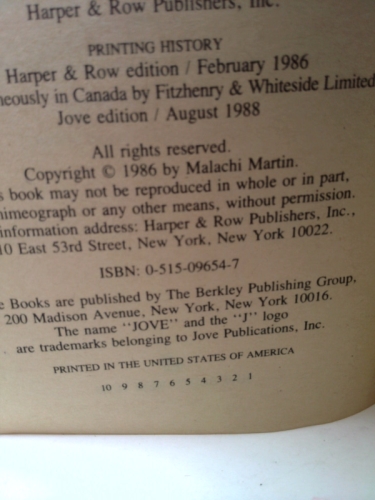 Harper & Row Publishers, Inc.
PRINTING HISTORY
Harper & Row edition / February 1986
in Canada by Fitzhenry & Whiteside Limited
Jove edition / August 1988
All rights reserved.
Copyright © 1986 by Malachi Martin.
book may not be reproduced in whole or in part,
or any other means, without permission.
information address: Harper & Row Publishers, Inc.,
10 East 53rd Street, New York, New York 10022.
ISBN: 0-515-09654-7
Books are published by The Berkley Publishing Group,
200 Madison Avenue, New York, New York 10016.
The name "JOVE" and the "J" logo
are trademarks belonging to Jove Publications, Inc.
PRINTED IN THE UNITED STATES OF AMERICA
10 9 8 7 6 5 4 3 2 1